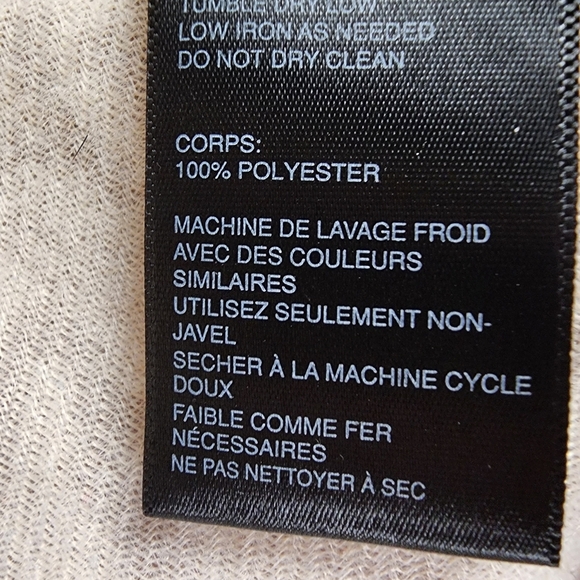 TUMBLE DRY LOW
LOW IRON AS NEEDED
DO NOT DRY CLEAN
CORPS:
100% POLYESTER
MACHINE DE LAVAGE FROID
AVEC DES COULEURS
SIMILAIRES
UTILISEZ SEULEMENT NON-
JAVEL
SECHER À LA MACHINE CYCLE
DOUX
FAIBLE COMME FER
NÉCESSAIRES
NE PAS NETTOYER À SEC